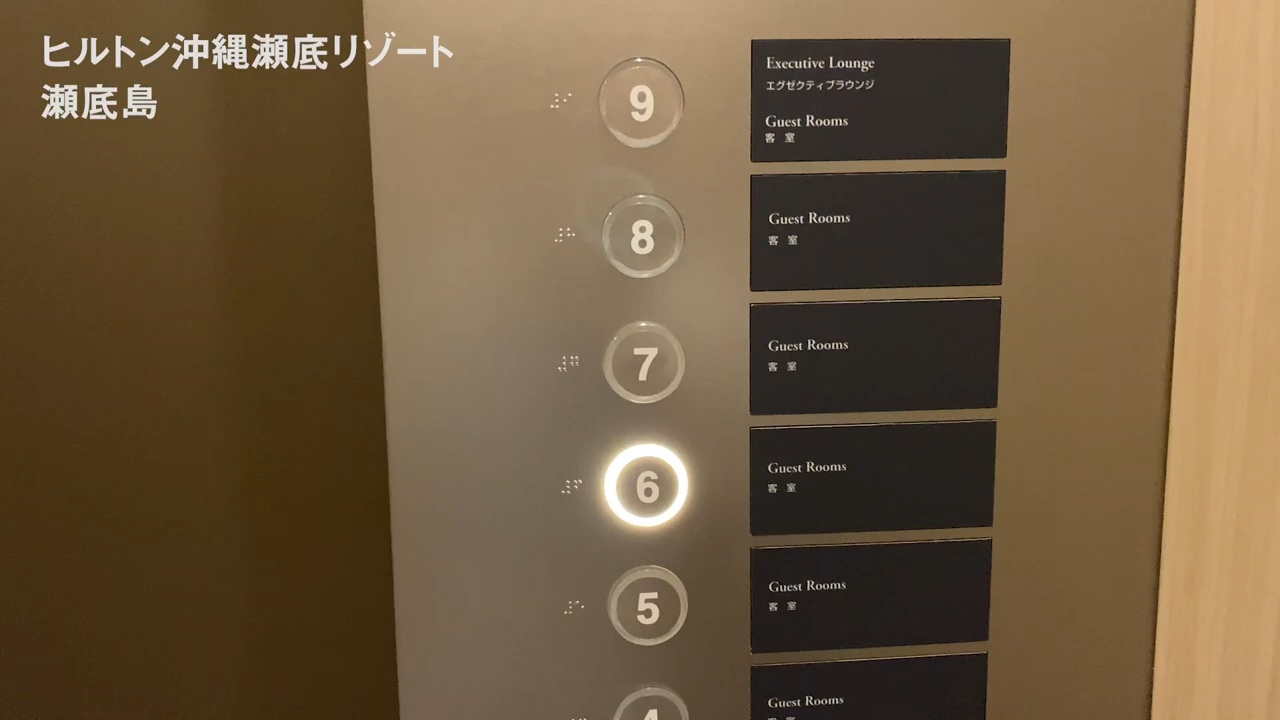 ヒルトン沖縄瀬底リゾート
瀬底島
9
Executive Lounge
エグゼクティブラウンジ
Guest Rooms
客 室
8
Guest Rooms
客 室
7
Guest Rooms
客 室
6
Guest Rooms
客 室
5
Guest Rooms
客 室
4
Guest Rooms